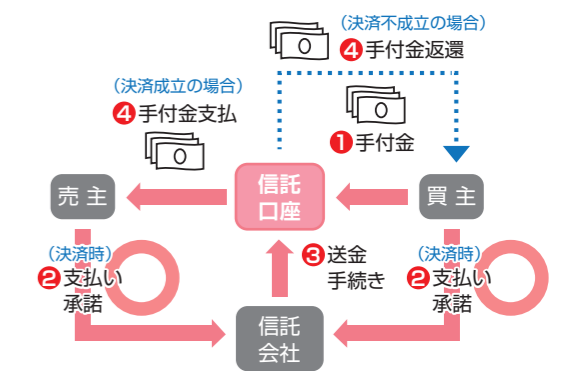 (決済不成立の場合)
❹手付金返還
(決済成立の場合)
❹手付金支払
❶手付金
売主
信託
口座
買主
(決済時)
❷支払い
承諾
❸送金
手続き
(決済時)
❷支払い
承諾
信託
会社